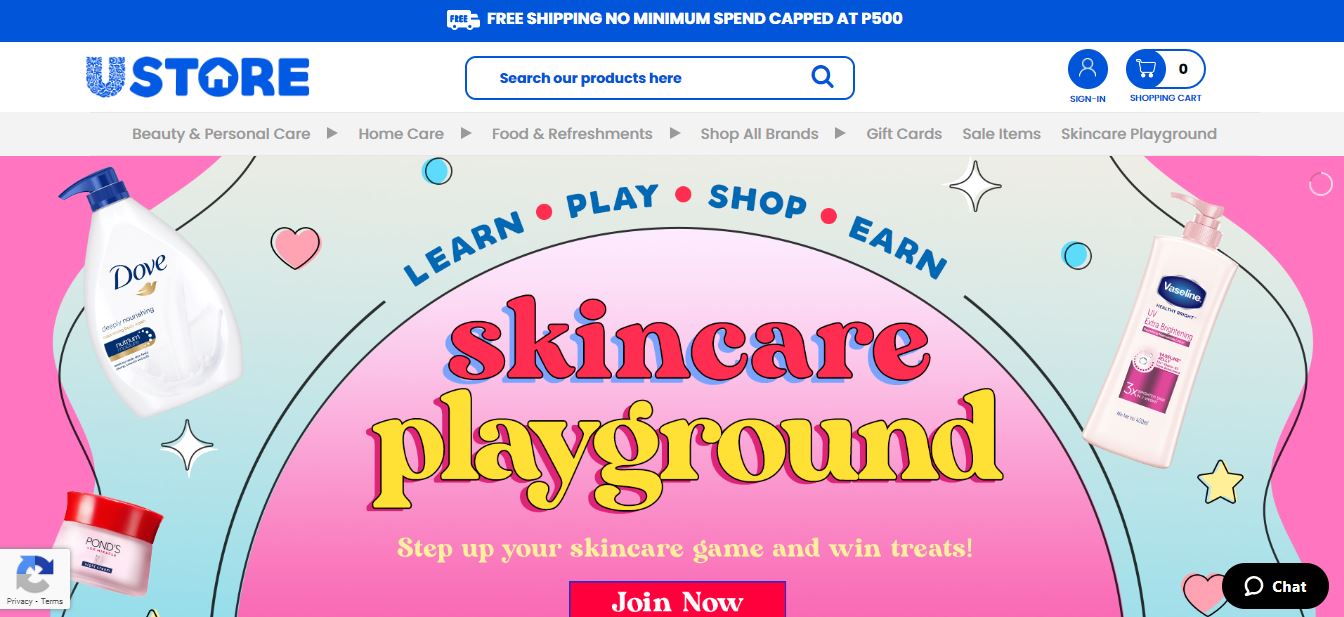 FREE FREE SHIPPING NO MINIMUM SPEND CAPPED AT P500
USTORE
Search our products here
0
SIGN-IN
SHOPPING CART
Beauty & Personal Care
Home Care
Food & Refreshments
Shop All Brands
Gift Cards
Sale Items
Skincare Playground
LEARN • PLAY • SHOP • EARN
Dove
deeply nourishing
nutrium
Vaseline
HEALTHY BRIGHT
UV
Extra Brightening
3x
skincare
playground
POND'S
Step up your skincare game and win treats!
Join Now
Privacy - Terms
Chat